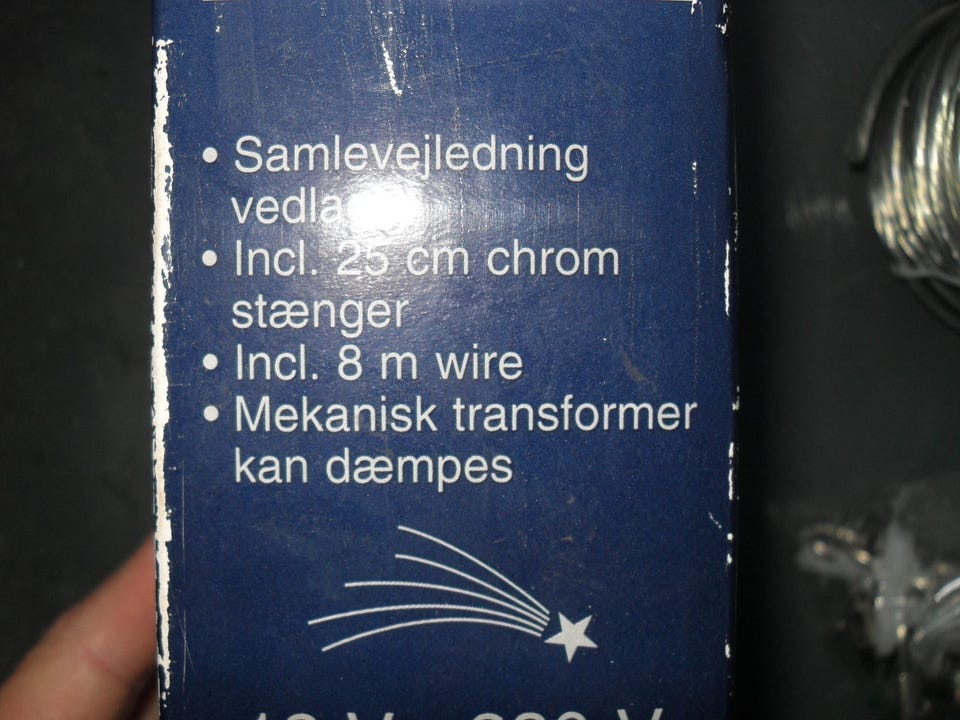 • Samlevejledning
• Incl. 25 cm chrom
stænger
• Incl. 8 m wire
• Mekanisk transformer
kan dæmpes